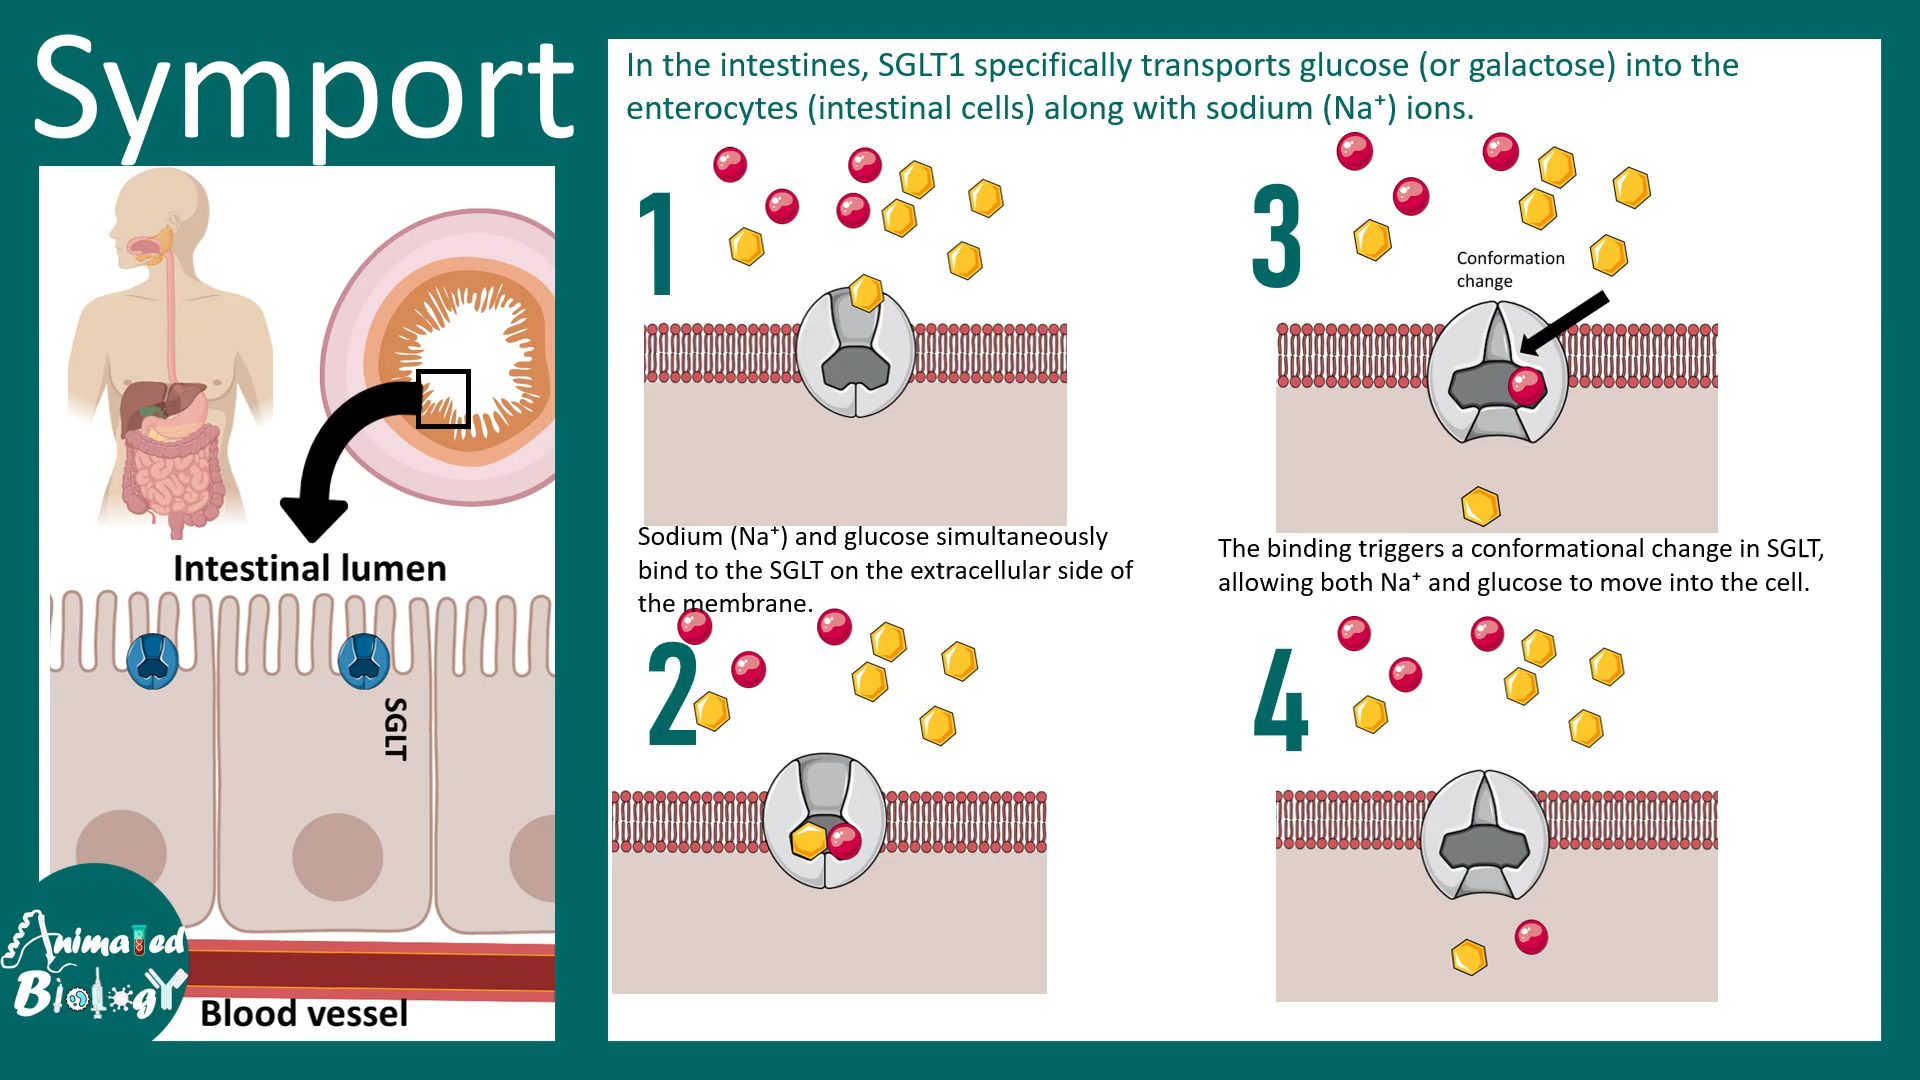 Symport
Intestinal lumen
SGLT
Blood vessel
Animated
Biology
In the intestines, SGLT1 specifically transports glucose (or galactose) into the
enterocytes (intestinal cells) along with sodium (Na⁺) ions.
1
Sodium (Na⁺) and glucose simultaneously
bind to the SGLT on the extracellular side of
the membrane.
2
3
Conformation
change
The binding triggers a conformational change in SGLT,
allowing both Na⁺ and glucose to move into the cell.
4